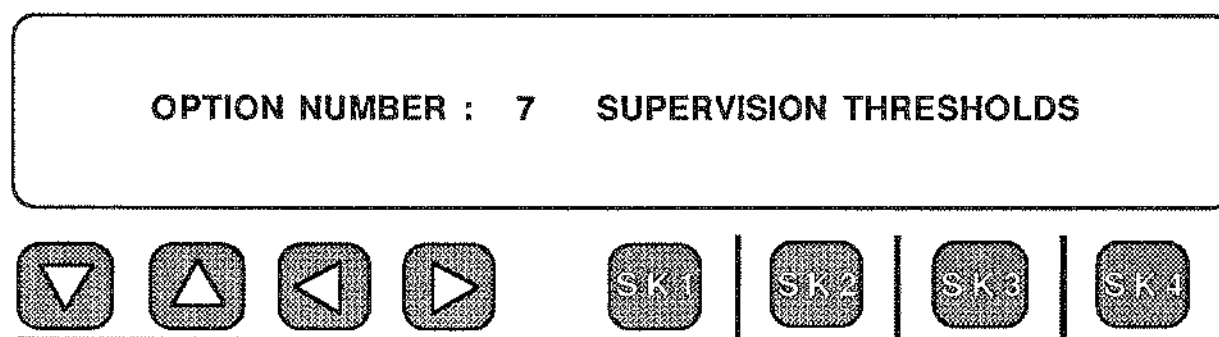 OPTION NUMBER : 7 SUPERVISION THRESHOLDS
SK1 SK2 SK3 SK4